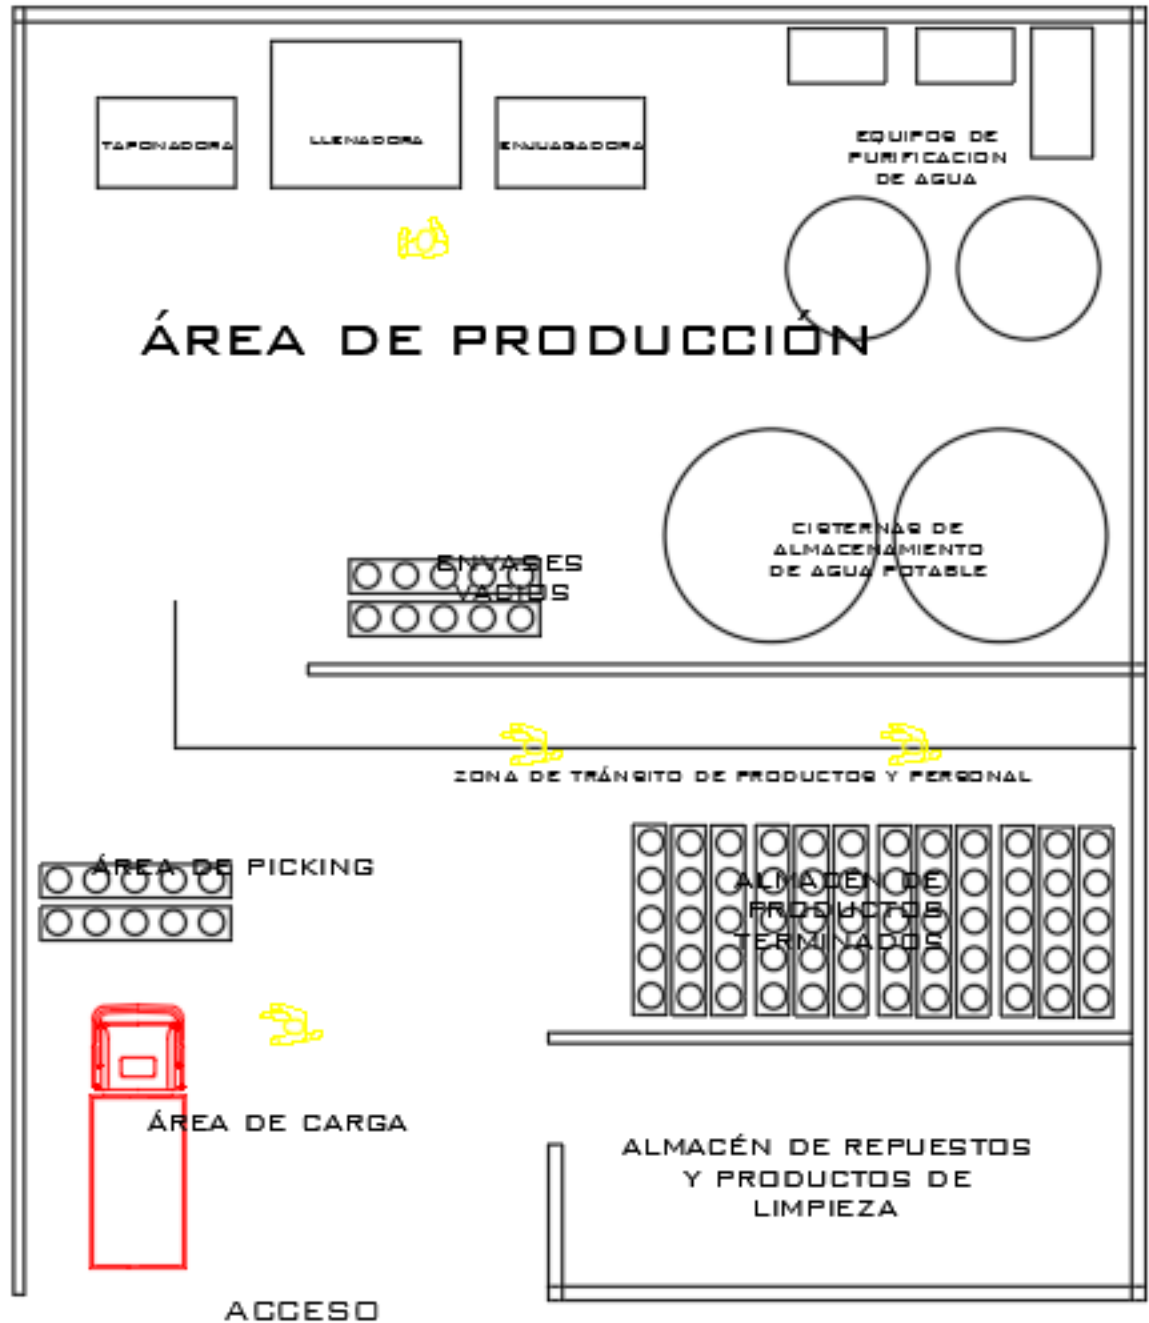 EQUIPOS DE
PURIFICACION
DE AGUA
TAPONADORA
LLENADORA
ENJUAGADORA
ÁREA DE PRODUCCIÓN
CISTERNAS DE
ALMACENAMIENTO
DE AGUA POTABLE
ENVASES
VACIOS
ZONA DE TRÁNSITO DE PRODUCTOS Y PERSONAL
ÁREA DE PICKING
ALMACÉN DE
PRODUCTOS
TERMINADOS
ÁREA DE CARGA
ALMACÉN DE REPUESTOS
Y PRODUCTOS DE
LIMPIEZA
ACCESO